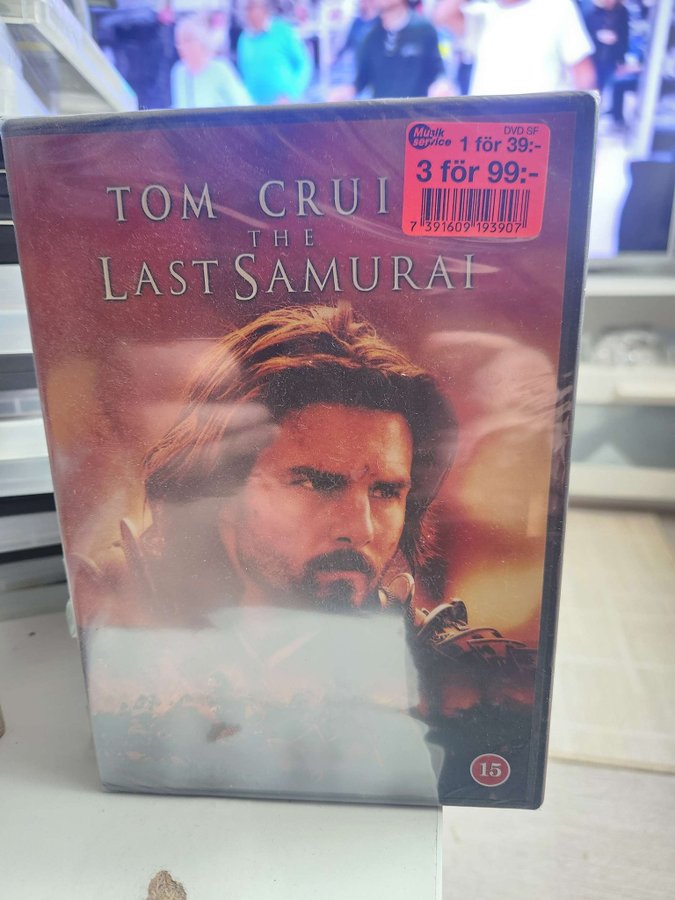 Musik service
DVD SF
1 för 39:-
3 för 99:-
7 391609 193907
TOM CRUI
THE
LAST SAMURAI
15